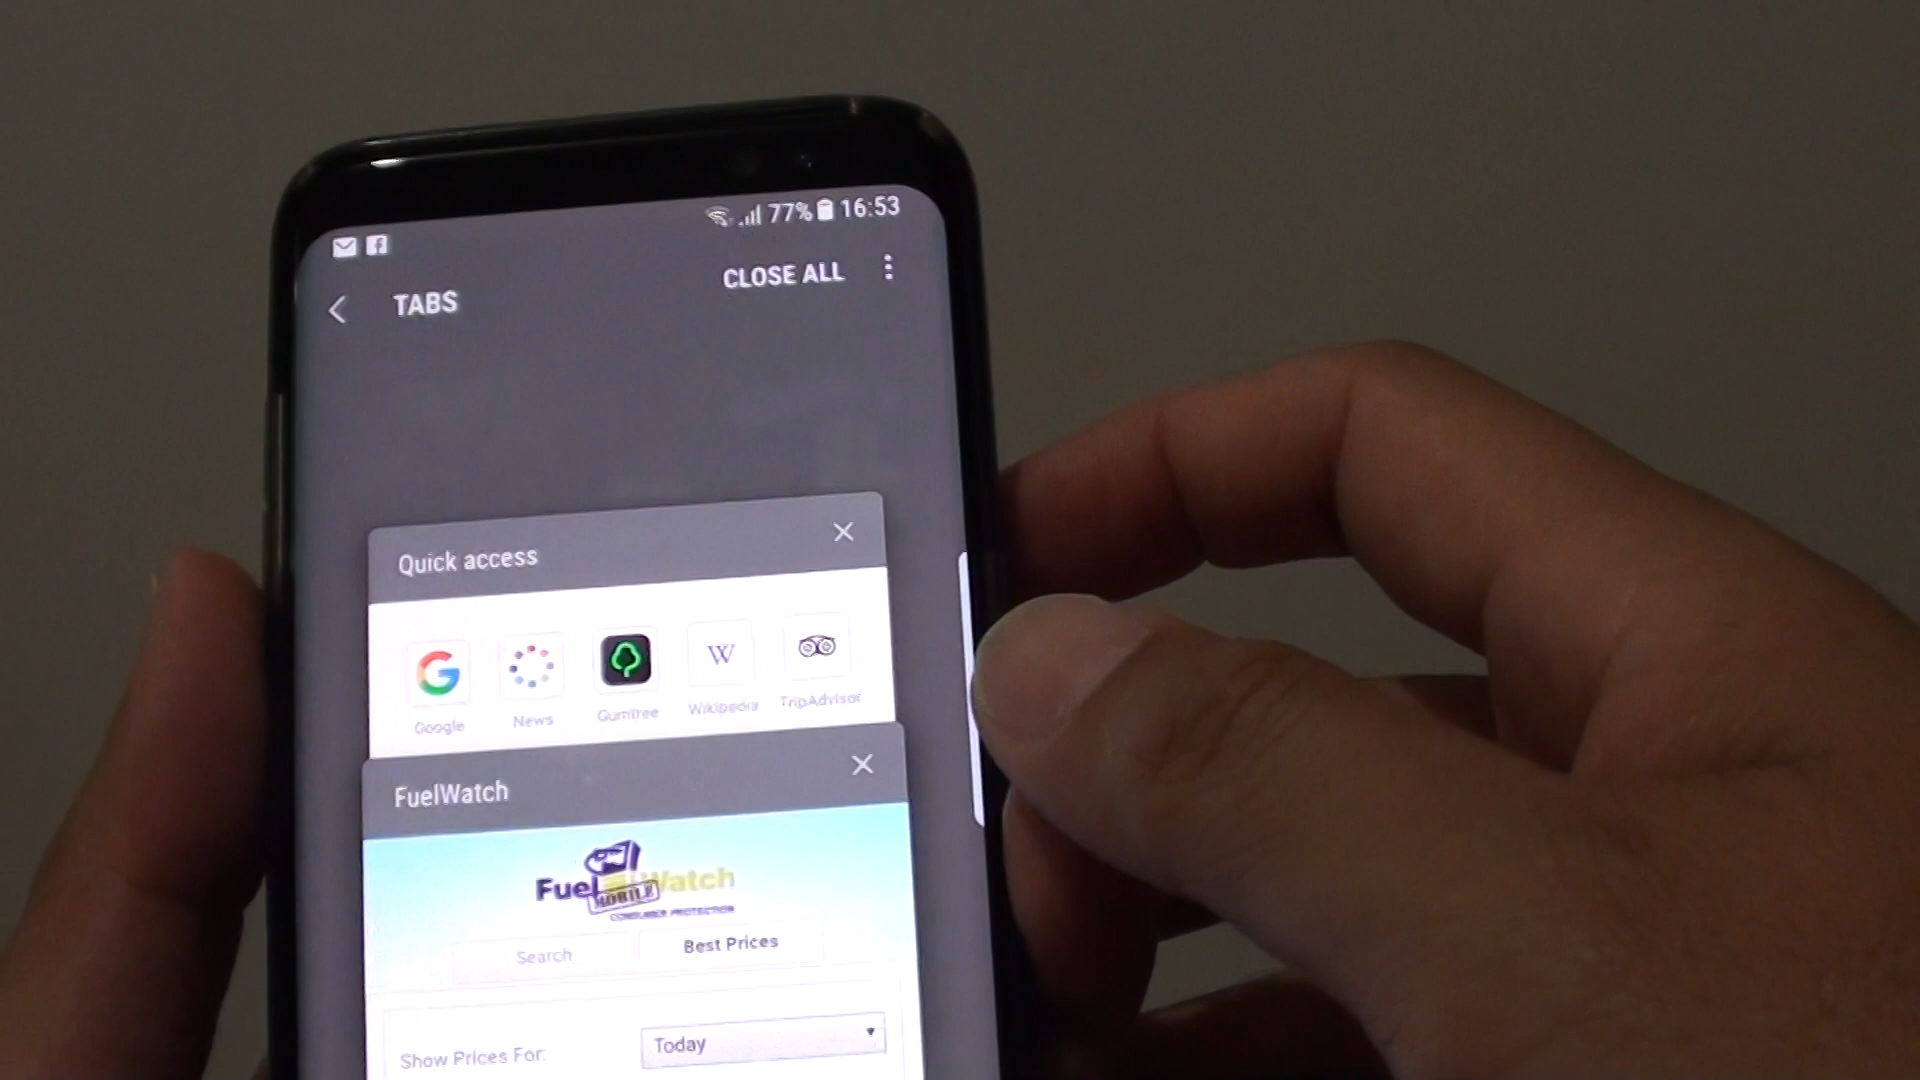 77% 16:53
TABS
CLOSE ALL
Quick access
Google
News
Gumtree
W
Wikipedia
TripAdvisor
FuelWatch
FuelWatch
MOBILE
CONSUMER PROTECTION
Search
Best Prices
Show Prices For:
Today